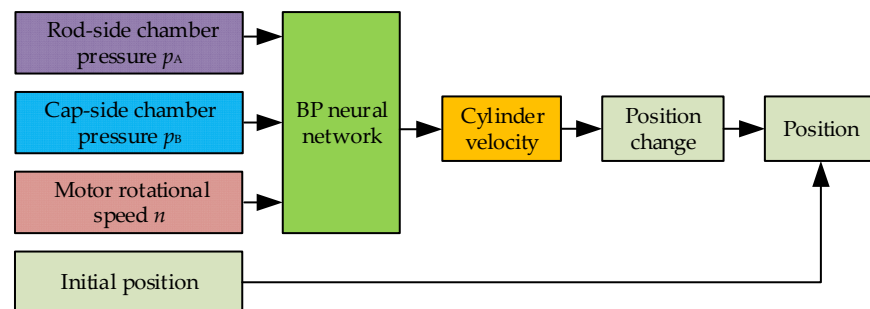 Rod-side chamber
pressure pA
Cap-side chamber
pressure pB
Motor rotational
speed n
Initial position
BP neural
network
Cylinder
velocity
Position
change
Position